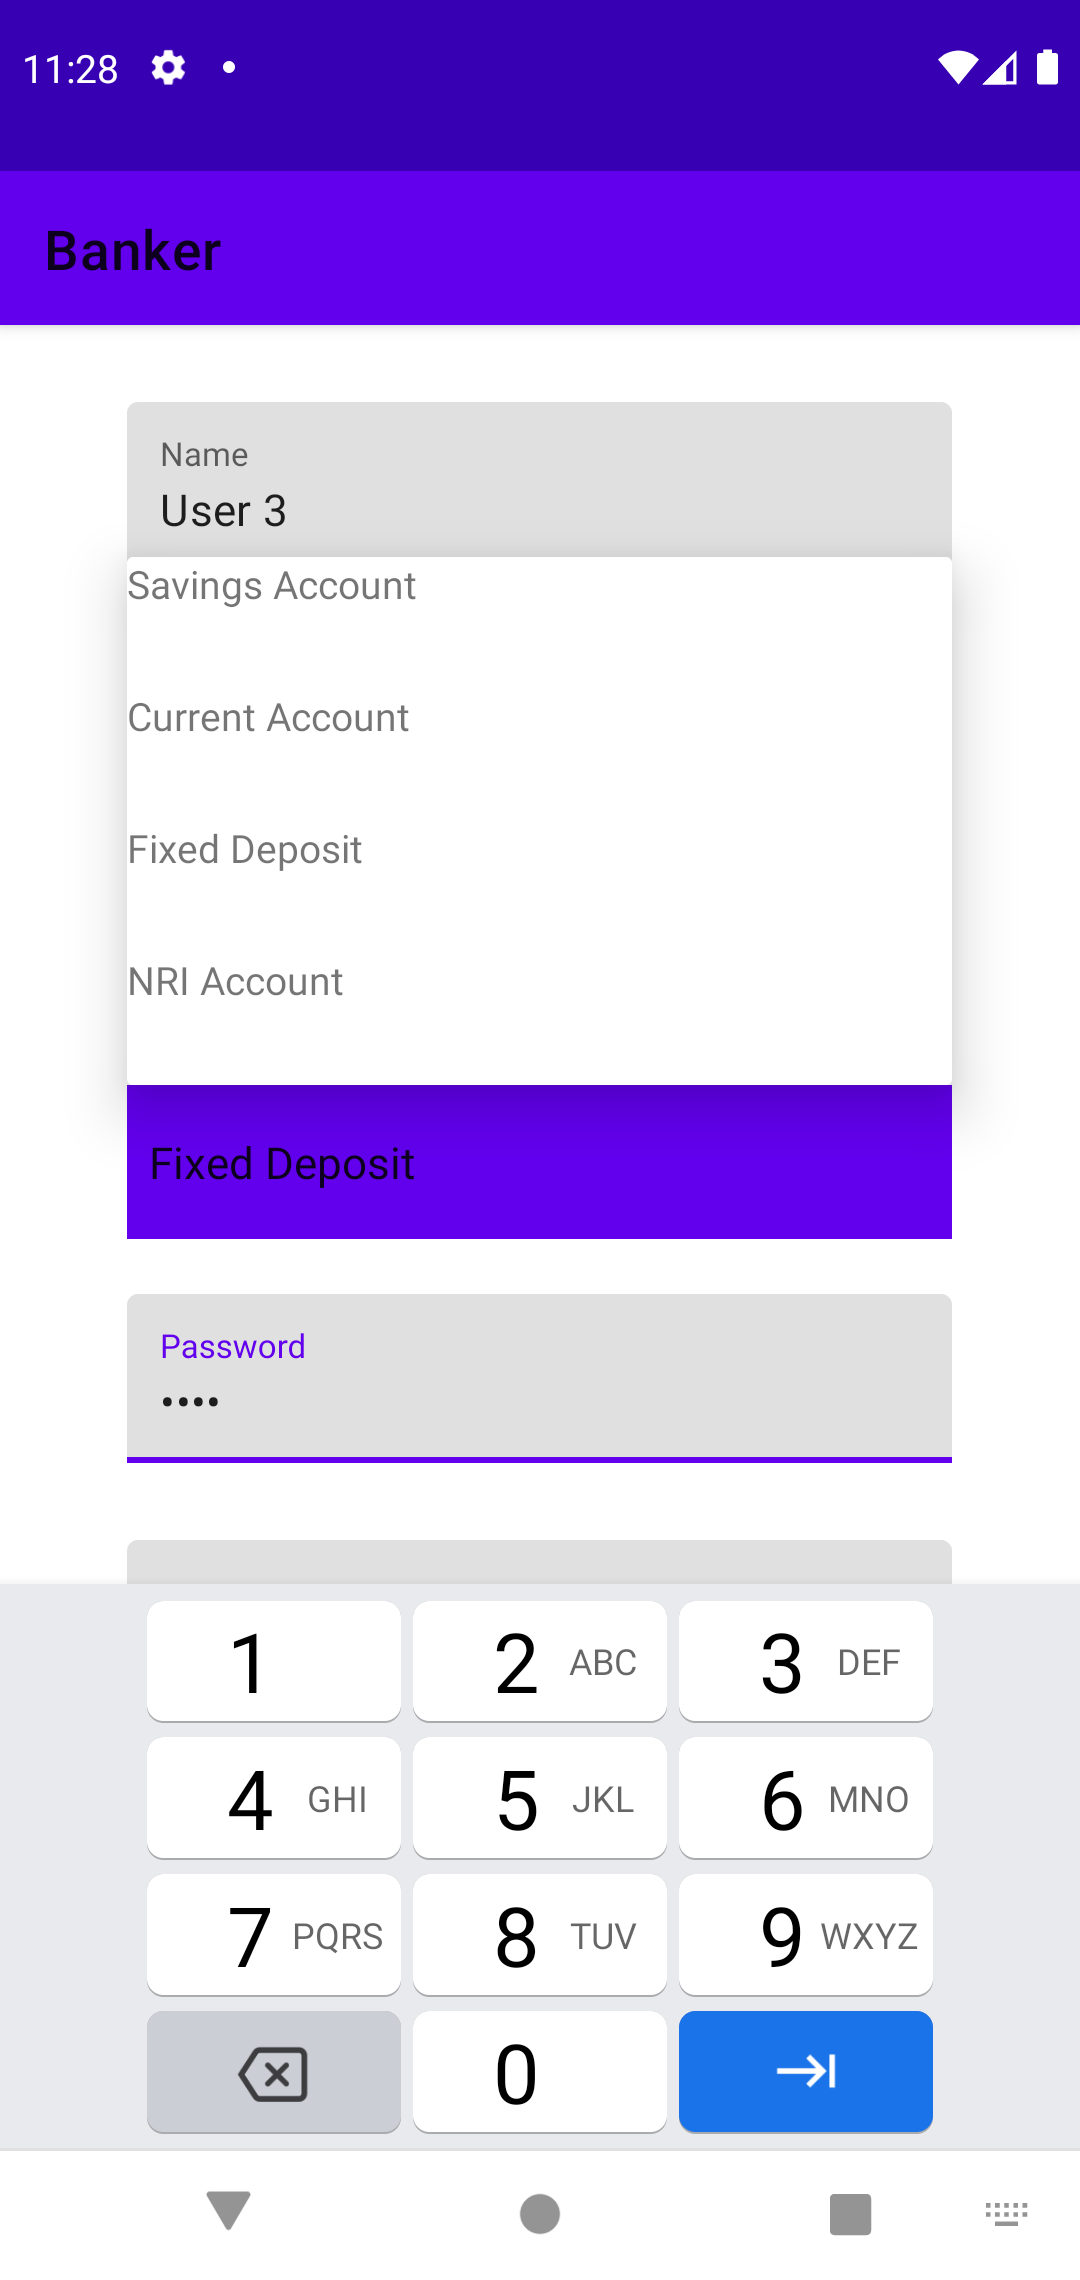 11:28
Banker
Name
User 3
Savings Account
Current Account
Fixed Deposit
NRI Account
Fixed Deposit
Password
••••
1
2 ABC
3 DEF
4 GHI
5 JKL
6 MNO
7 PQRS
8 TUV
9 WXYZ
0